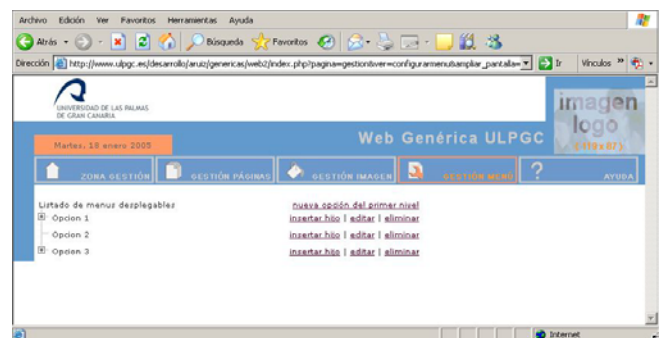 Archivo Edición Ver Favoritos Herramientas Ayuda
Atrás Búsqueda Favoritos
Dirección http://www.ulpgc.es/desarrollo/aruiz/genericas/web2/index.php?pagina=gestion&ver=configurarmenu&ampliar_pantalla= Ir Vínculos »
UNIVERSIDAD DE LAS PALMAS
DE GRAN CANARIA
imagen
logo
(119x87)
Martes, 18 enero 2005
Web Genérica ULPGC
ZONA GESTIÓN GESTIÓN PÁGINAS GESTIÓN IMAGEN GESTIÓN MENÚ ? AYUDA
Listado de menus desplegables nueva opción del primer nivel
Opcion 1 insertar hijo | editar | eliminar
Opcion 2 insertar hijo | editar | eliminar
Opcion 3 insertar hijo | editar | eliminar
Internet